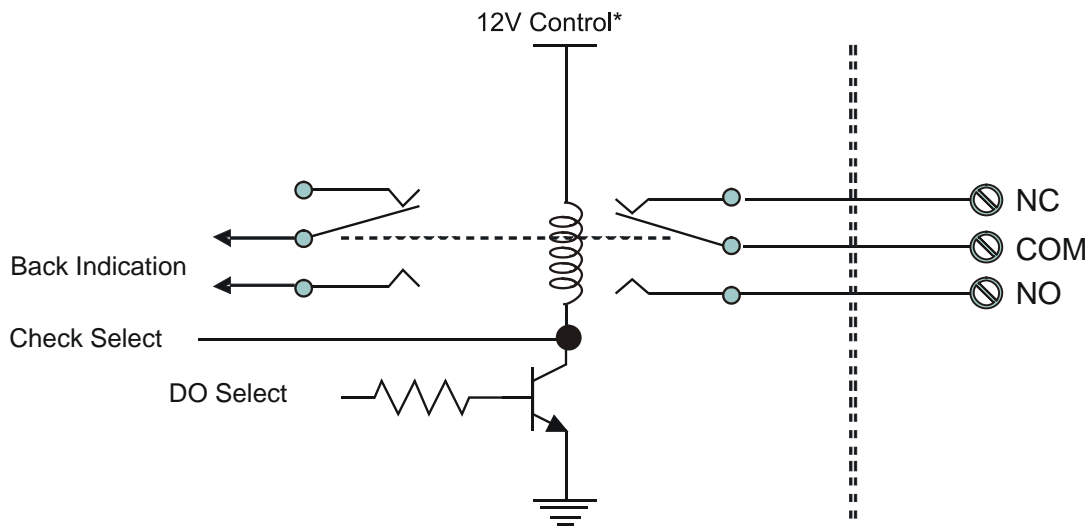 12V Control*
NC
COM
Back Indication
NO
Check Select
DO Select